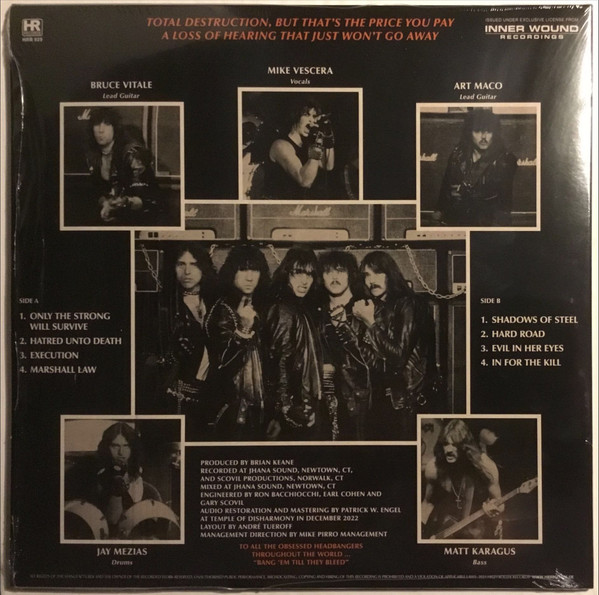 HR
TOTAL DESTRUCTION, BUT THAT'S THE PRICE YOU PAY
A LOSS OF HEARING THAT JUST WON'T GO AWAY
ISSUED UNDER EXCLUSIVE LICENSE FROM
INNER WOUND
RECORDINGS
BRUCE VITALE
Lead Guitar
MIKE VESCERA
Vocals
ART MACO
Lead Guitar
Marshall
SIDE A
1. ONLY THE STRONG
WILL SURVIVE
2. HATRED UNTO DEATH
3. EXECUTION
4. MARSHALL LAW
SIDE B
1. SHADOWS OF STEEL
2. HARD ROAD
3. EVIL IN HER EYES
4. IN FOR THE KILL
PRODUCED BY BRIAN KEANE
RECORDED AT JHANA SOUND, NEWTOWN, CT,
AND SCOVIL PRODUCTIONS, NORWALK, CT
MIXED AT JHANA SOUND, NEWTOWN, CT
ENGINEERED BY RON BACCHIOCCHI, EARL COHEN AND
GARY SCOVIL
AUDIO RESTORATION AND MASTERING BY PATRICK W. ENGEL
AT TEMPLE OF DISHARMONY IN DECEMBER 2022
LAYOUT BY ANDRÉ TUEROFF
MANAGEMENT DIRECTION BY MIKE PIRRO MANAGEMENT
TO ALL THE OBSESSED HEADBANGERS
THROUGHOUT THE WORLD ...
"BANG 'EM TILL THEY BLEED"
JAY MEZIAS
Drums
MATT KARAGUS
Bass